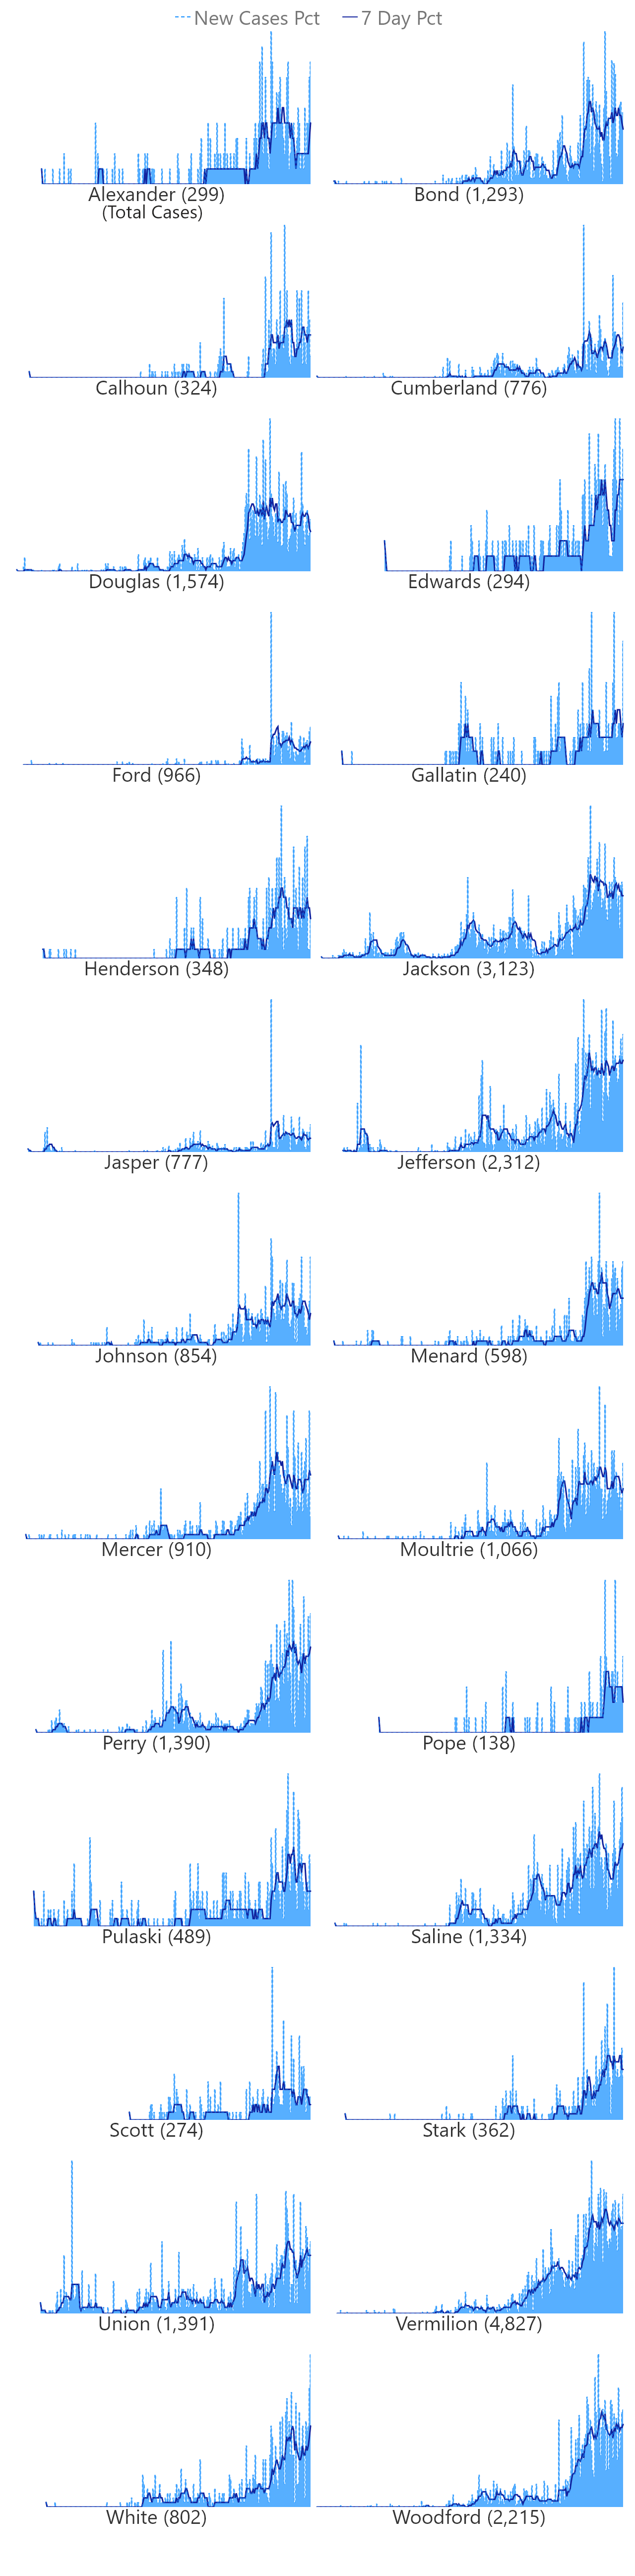 New Cases Pct 7 Day Pct
Alexander (299) Bond (1,293)
(Total Cases)
Calhoun (324) Cumberland (776)
Douglas (1,574) Edwards (294)
Ford (966) Gallatin (240)
Henderson (348) Jackson (3,123)
Jasper (777) Jefferson (2,312)
Johnson (854) Menard (598)
Mercer (910) Moultrie (1,066)
Perry (1,390) Pope (138)
Pulaski (489) Saline (1,334)
Scott (274) Stark (362)
Union (1,391) Vermilion (4,827)
White (802) Woodford (2,215)